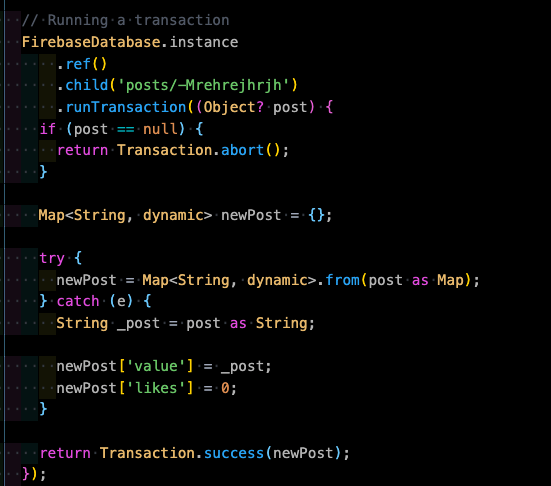 // Running a transaction
FirebaseDatabase.instance
.ref()
.child('posts/-Mrehrejhrjh')
.runTransaction((Object? post) {
if (post == null) {
return Transaction.abort();
}
Map<String, dynamic> newPost = {};
try {
newPost = Map<String, dynamic>.from(post as Map);
} catch (e) {
String _post = post as String;
newPost['value'] = _post;
newPost['likes'] = 0;
}
return Transaction.success(newPost);
});